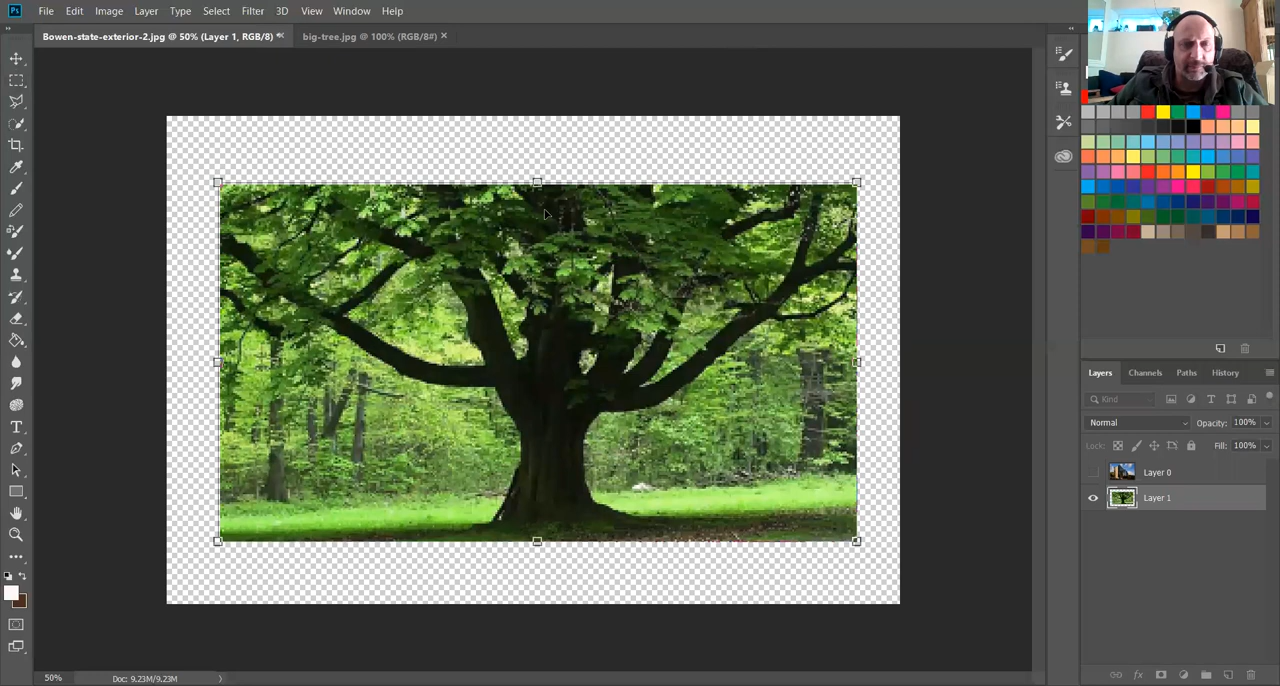 Ps File Edit Image Layer Type Select Filter 3D View Window Help
Bowen-state-exterior-2.jpg @ 50% (Layer 1, RGB/8) * big-tree.jpg @ 100% (RGB/8#)
Layers Channels Paths History
Kind
Normal Opacity: 100%
Lock: Fill: 100%
Layer 0
Layer 1
50% Doc: 9.23M/9.23M
fx